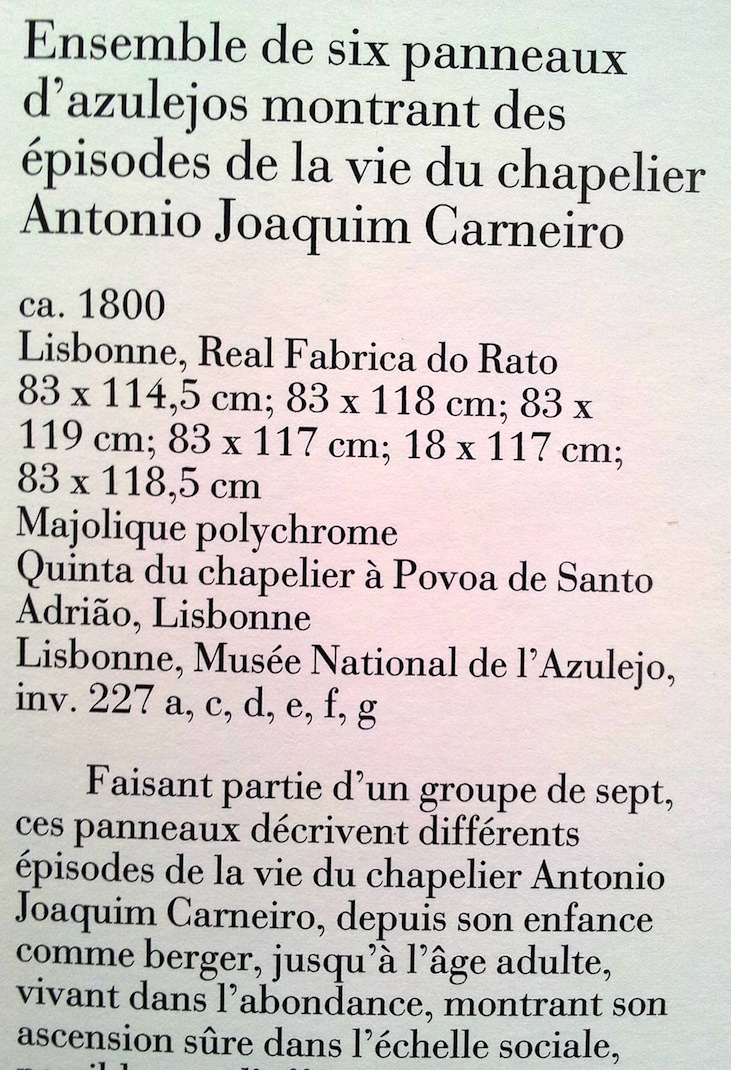 Ensemble de six panneaux
d'azulejos montrant des
épisodes de la vie du chapelier
Antonio Joaquim Carneiro
ca. 1800
Lisbonne, Real Fabrica do Rato
83 x 114,5 cm; 83 x 118 cm; 83 x
119 cm; 83 x 117 cm; 18 x 117 cm;
83 x 118,5 cm
Majolique polychrome
Quinta du chapelier à Povoa de Santo
Adrião, Lisbonne
Lisbonne, Musée National de l'Azulejo,
inv. 227 a, c, d, e, f, g
Faisant partie d'un groupe de sept,
ces panneaux décrivent différents
épisodes de la vie du chapelier Antonio
Joaquim Carneiro, depuis son enfance
comme berger, jusqu'à l'âge adulte,
vivant dans l'abondance, montrant son
ascension sûre dans l'échelle sociale,